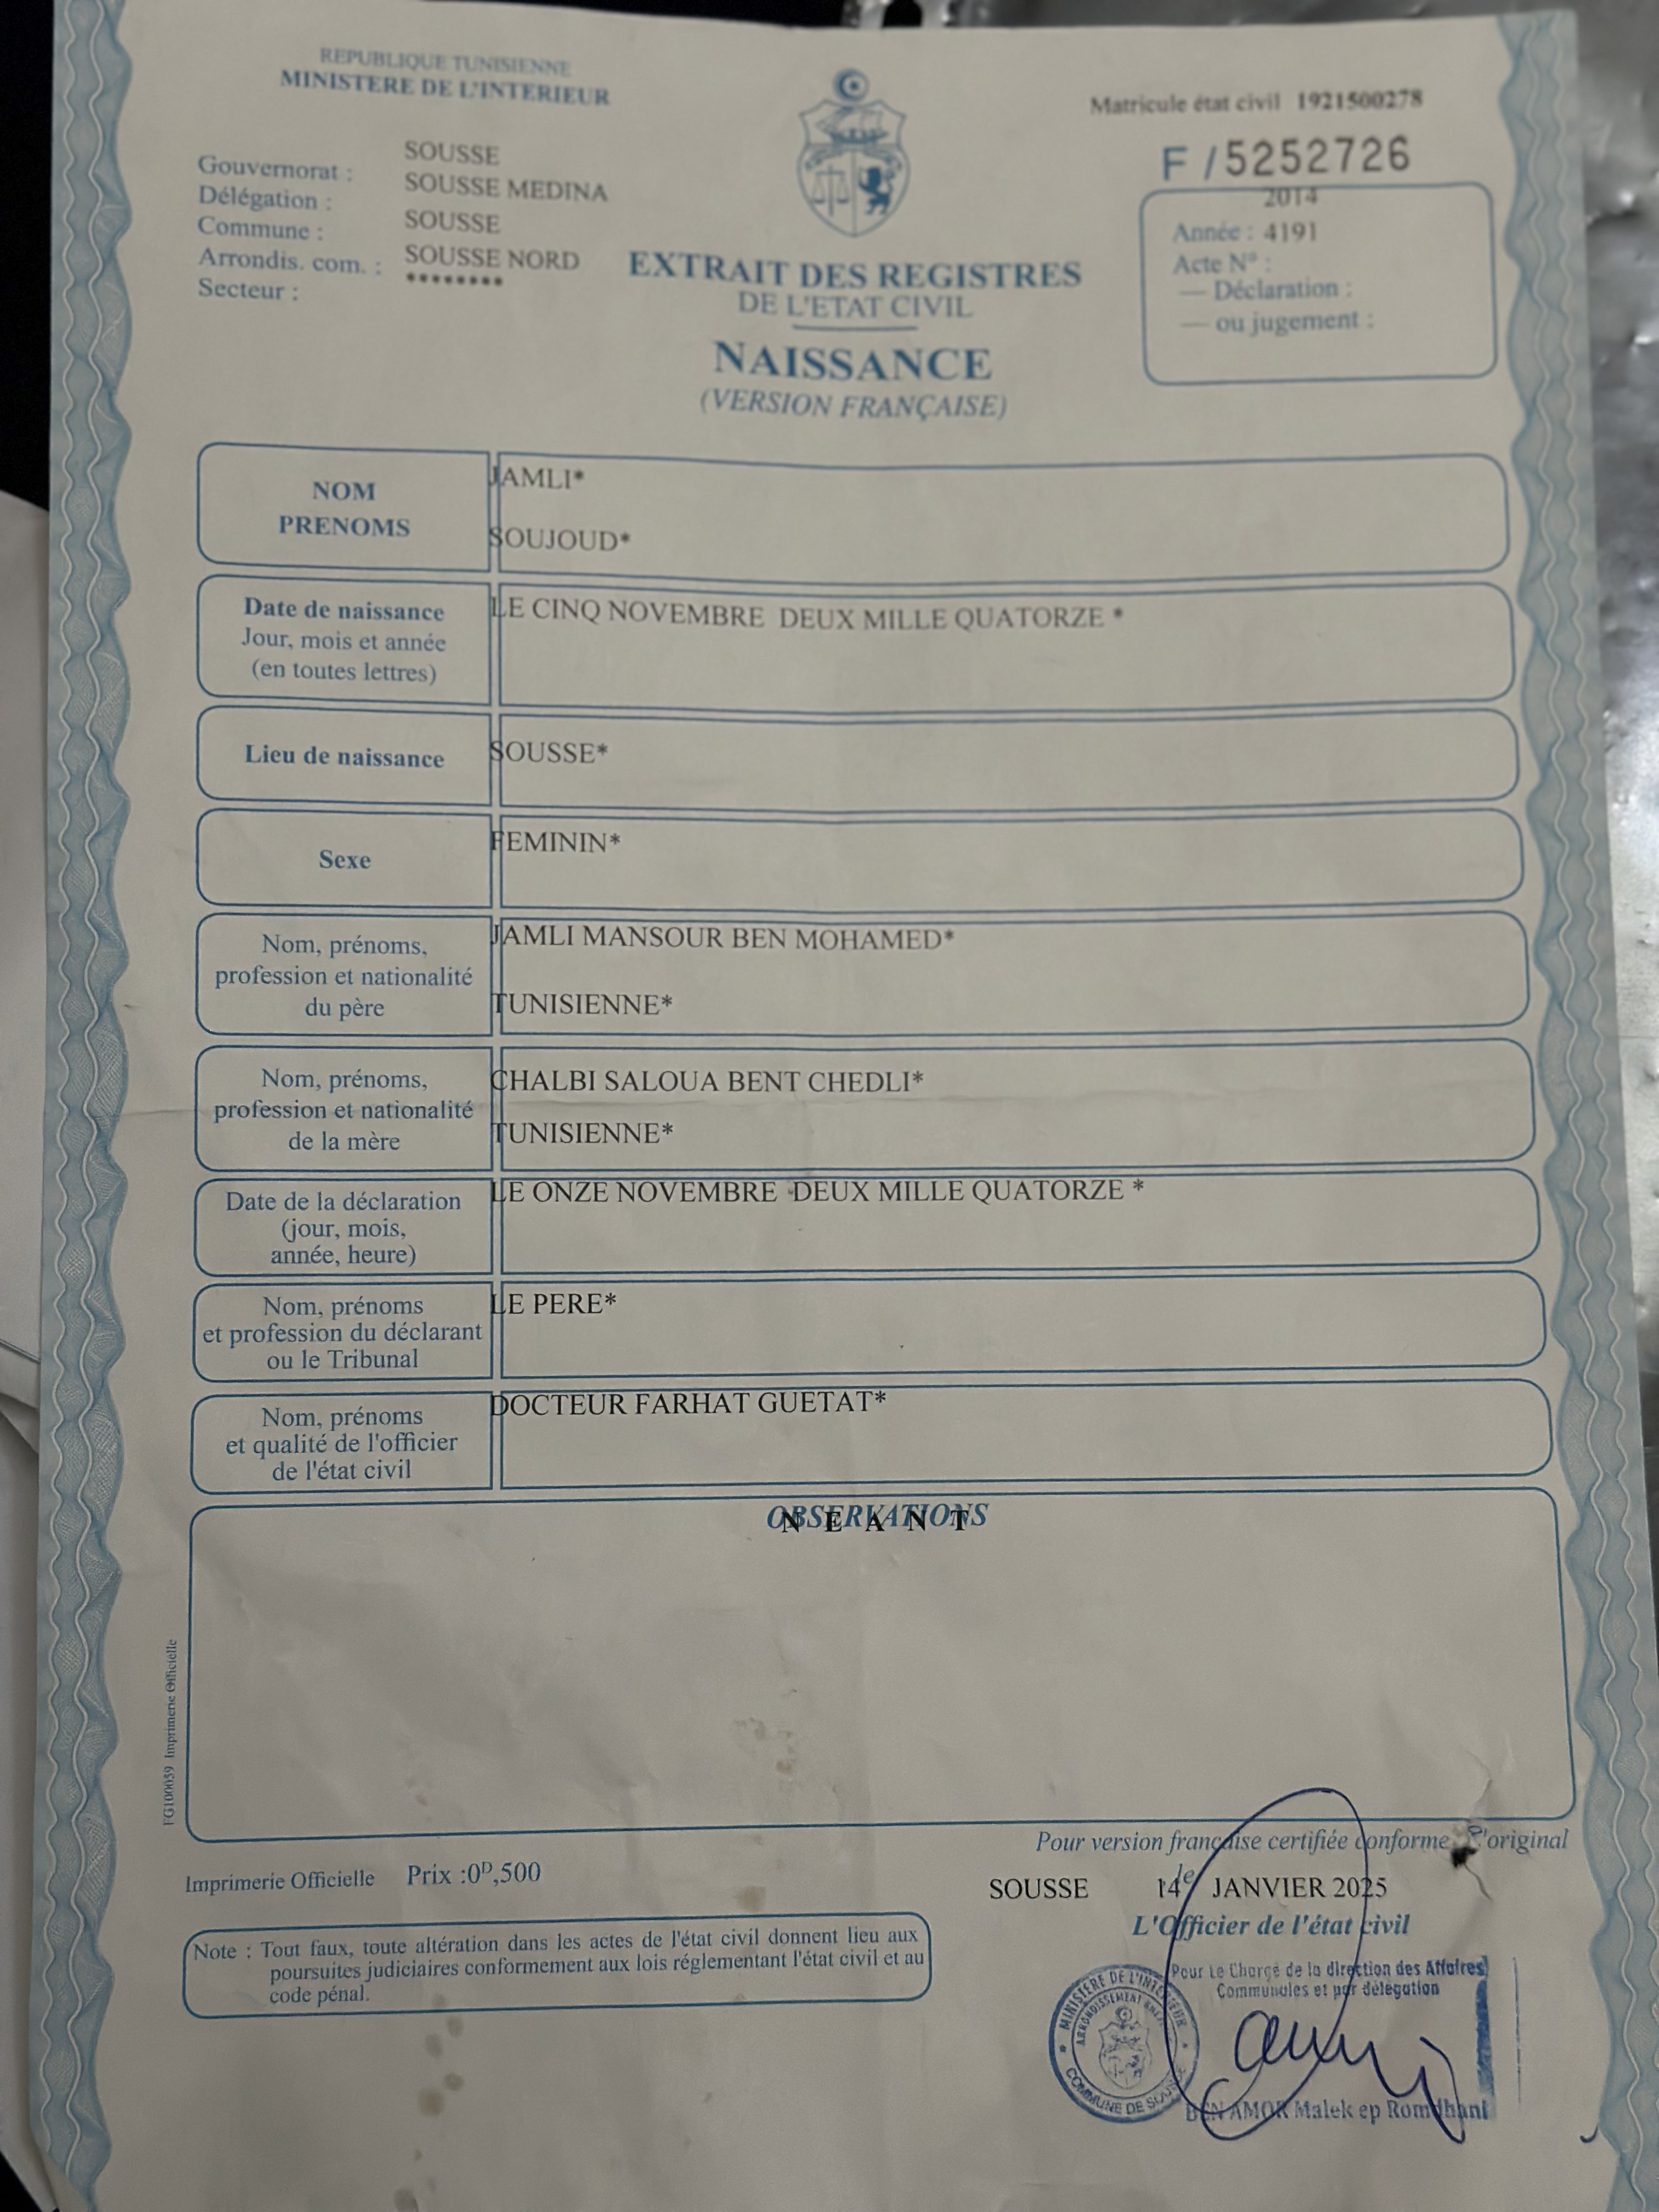 REPUBLIQUE TUNISIENNE
MINISTERE DE L'INTERIEUR
Matricule état civil 1921500278
F / 5252726
Gouvernorat : SOUSSE
Délégation : SOUSSE MEDINA
Commune : SOUSSE
Arrondis. com. : SOUSSE NORD
Secteur : ********
2014
Année : 4191
Acte N° :
— Déclaration :
— ou jugement :
EXTRAIT DES REGISTRES
DE L'ETAT CIVIL
NAISSANCE
(VERSION FRANÇAISE)
NOM
PRENOMS
JAMLI*
SOUJOUD*
Date de naissance
Jour, mois et année
(en toutes lettres)
LE CINQ NOVEMBRE DEUX MILLE QUATORZE *
Lieu de naissance
SOUSSE*
Sexe
FEMININ*
Nom, prénoms,
profession et nationalité
du père
JAMLI MANSOUR BEN MOHAMED*
TUNISIENNE*
Nom, prénoms,
profession et nationalité
de la mère
CHALBI SALOUA BENT CHEDLI*
TUNISIENNE*
Date de la déclaration
(jour, mois,
année, heure)
LE ONZE NOVEMBRE DEUX MILLE QUATORZE *
Nom, prénoms
et profession du déclarant
ou le Tribunal
LE PERE*
Nom, prénoms
et qualité de l'officier
de l'état civil
DOCTEUR FARHAT GUETAT*
OBSERVATIONS
N E A N T
FG100059 Imprimerie Officielle
Pour version française certifiée conforme à l'original
Imprimerie Officielle Prix :0D,500
SOUSSE le 14 JANVIER 2025
L'Officier de l'état civil
Note : Tout faux, toute altération dans les actes de l'état civil donnent lieu aux
poursuites judiciaires conformement aux lois réglementant l'état civil et au
code pénal.
Pour Le Chargé de la direction des Affaires
Communales et par délégation
MINISTERE DE L'INTERIEUR
ARRONDISSEMENT
COMMUNE DE SOUSSE
BEN AMOR Malek ep Romdhani